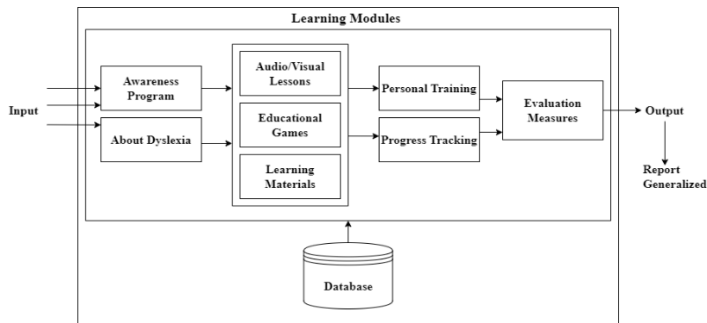 Learning Modules
Input
Awareness
Program
About Dyslexia
Audio/Visual
Lessons
Educational
Games
Learning
Materials
Personal Training
Progress Tracking
Evaluation
Measures
Output
Report
Generalized
Database